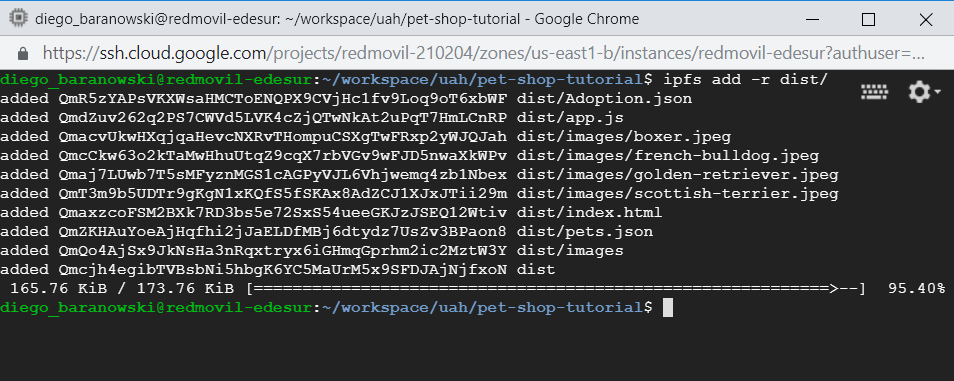 diego_baranowski@redmovil-edesur: ~/workspace/uah/pet-shop-tutorial - Google Chrome
https://ssh.cloud.google.com/projects/redmovil-210204/zones/us-east1-b/instances/redmovil-edesur?authuser=...
diego_baranowski@redmovil-edesur:~/workspace/uah/pet-shop-tutorial$ ipfs add -r dist/
added QmR5zYAPsVKXWsaHMCToENQPX9CVjHc1fv9Loq9oT6xbWF dist/Adoption.json
added QmdZuv262q2PS7CWVd5LVK4cZjQTwNkAt2uPqT7HmLCnRP dist/app.js
added QmacvUkwHXqjqaHevcNXRvTHompuCSXgTwFRxp2yWJQJah dist/images/boxer.jpeg
added QmcCkw63o2kTaMwHhuUtqZ9cqX7rbVGv9wFJD5nwaXkWPv dist/images/french-bulldog.jpeg
added Qmaj7LUwb7T5sMFyznMGS1cAGPyVJL6Vhjwemq4zb1Nbex dist/images/golden-retriever.jpeg
added QmT3m9b5UDTr9gKgN1xKQfS5fSKAx8AdZCJ1XJxJTii29m dist/images/scottish-terrier.jpeg
added QmaxzcoFSM2BXk7RD3bs5e72SxS54ueeGKJzJSEQ12Wtiv dist/index.html
added QmZKHAuYoeAjHqfhi2jJaELDfMBj6dtydz7UsZv3BPaon8 dist/pets.json
added QmQo4AjSx9JkNsHa3nRqxtryx6iGHmqGprhm2ic2MztW3Y dist/images
added Qmcjh4egibTVBsbNi5hbgK6YC5MaUrM5x9SFDJAjNjfxoN dist
165.76 KiB / 173.76 KiB [===========================================================>--] 95.40%
diego_baranowski@redmovil-edesur:~/workspace/uah/pet-shop-tutorial$